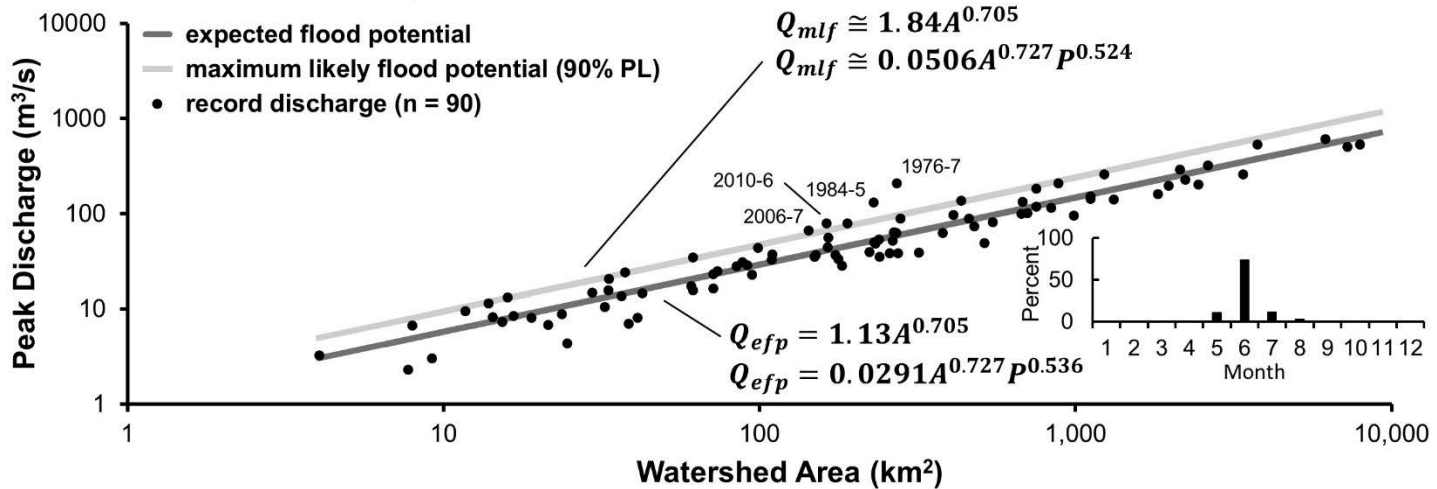 10000
1000
100
10
1
Peak Discharge (m³/s)
expected flood potential
maximum likely flood potential (90% PL)
record discharge (n = 90)
Q_mlf ≅ 1.84A^0.705
Q_mlf ≅ 0.0506A^0.727 P^0.524
1976-7
2010-6
1984-5
2006-7
Q_efp = 1.13A^0.705
Q_efp = 0.0291A^0.727 P^0.536
100
50
0
Percent
1 2 3 4 5 6 7 8 9 10 11 12
Month
1 10 100 1,000 10,000
Watershed Area (km²)